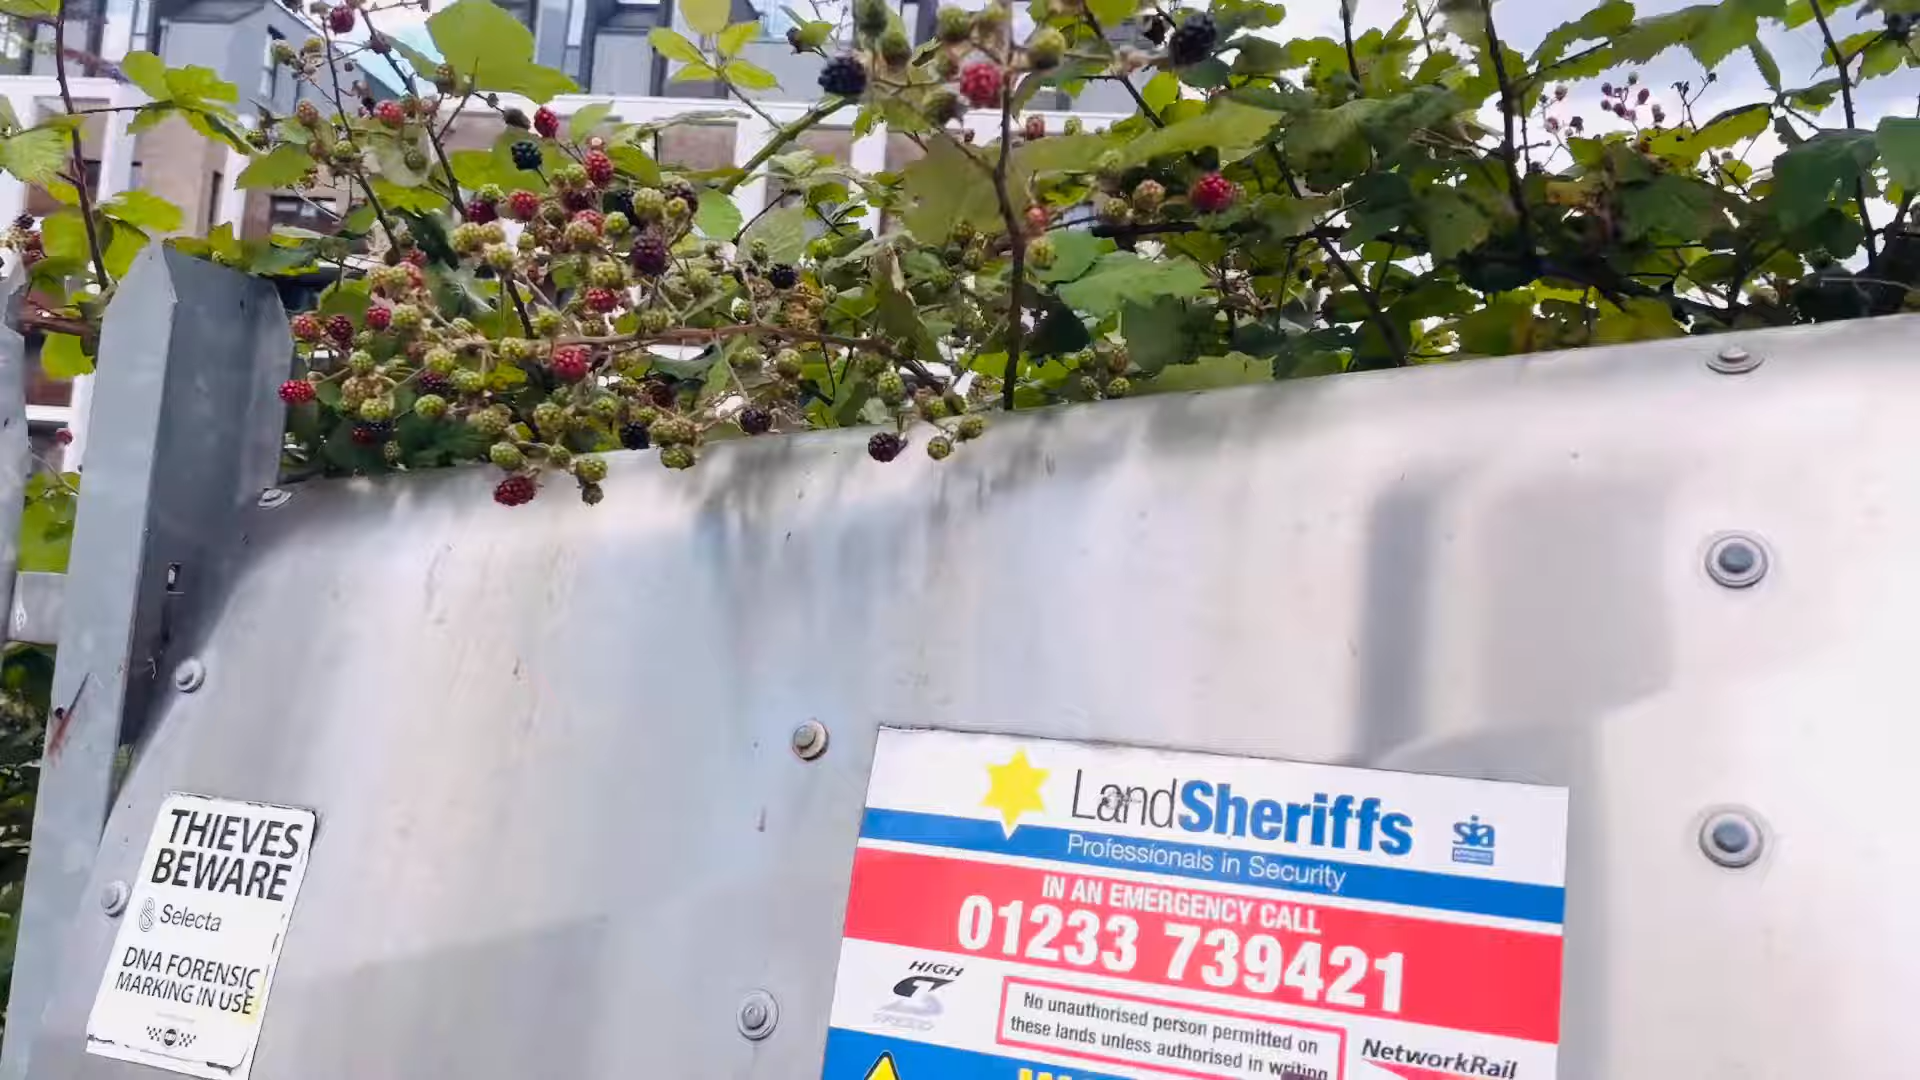 THIEVES
BEWARE
Selecta
DNA FORENSIC
MARKING IN USE
LandSheriffs
sia
Professionals in Security
IN AN EMERGENCY CALL
01233 739421
HIGH
No unauthorised person permitted on
these lands unless authorised in writing
NetworkRail